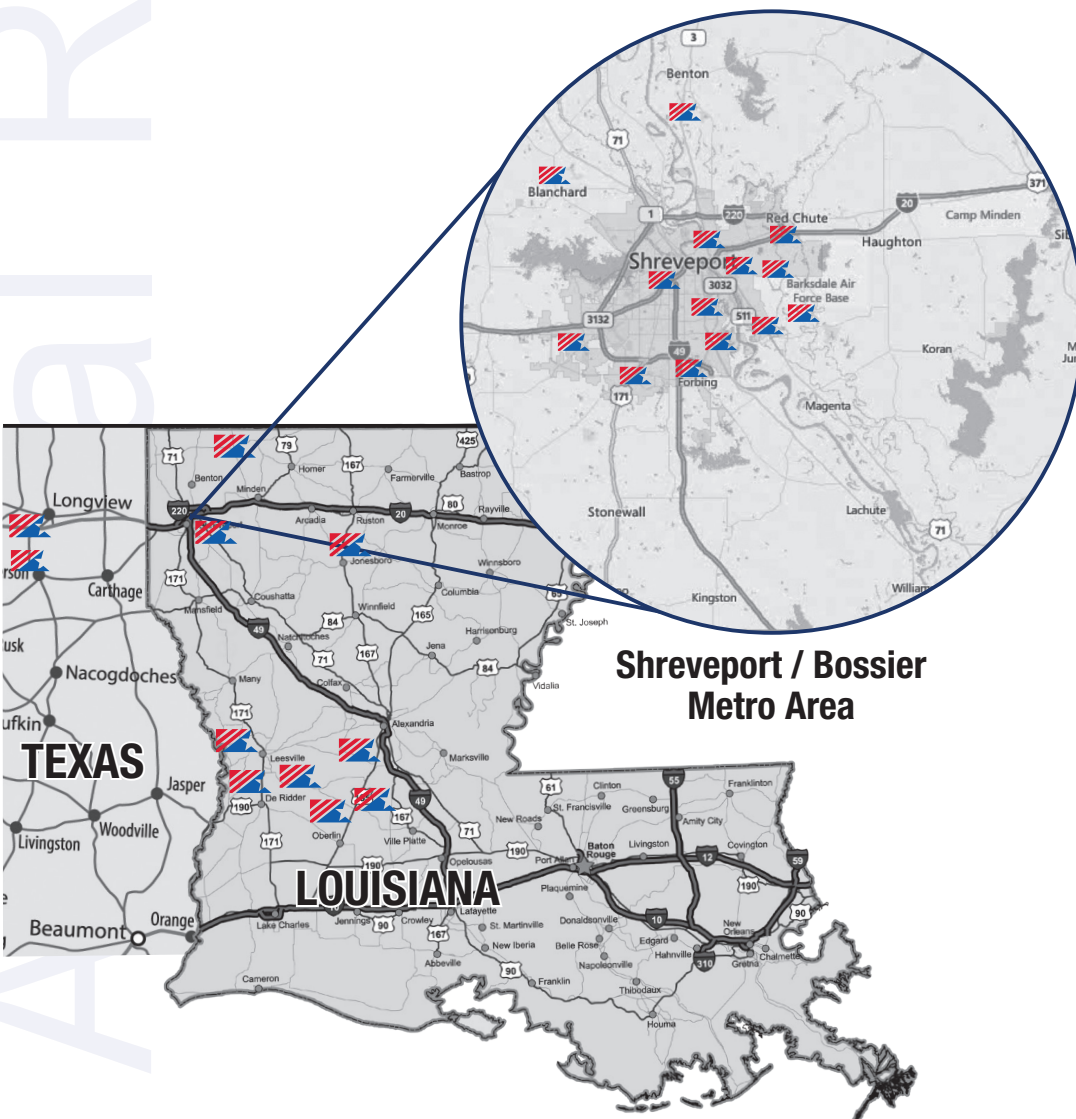 3
Benton
71
Blanchard
371
1
220
Red Chute
20
Camp Minden
Haughton
Shreveport
Barksdale Air
Force Base
3032
3132
511
49
Koran
Forbing
171
Magenta
Stonewall
Lachute
71
Kingston
William
Shreveport / Bossier
Metro Area
71
79
167
425
Homer
Farmerville
Bastrop
Benton
Minden
Longview
220
80
Arcadia
Ruston
20
Monroe
Rayville
Jonesboro
Winnsboro
171
Carthage
Columbia
65
Coushatta
Mansfield
84
Winnfield
165
St. Joseph
49
Natchitoches
Harrisonburg
71
167
Jena
84
Nacogdoches
Many
Colfax
Vidalia
171
ufkin
Alexandria
TEXAS
Leesville
Marksville
Jasper
De Ridder
190
165
49
167
61
Clinton
55
Franklinton
St. Francisville
Greensburg
Woodville
New Roads
Amity City
Livingston
171
Oberlin
Ville Platte
71
Baton
Rouge
Livingston
Covington
190
Opelousas
190
Port Allen
12
59
LOUISIANA
Plaquemine
190
Orange
Beaumont
Lake Charles
Jennings
90
Crowley
Lafayette
St. Martinville
Donaldsonville
10
New
Orleans
90
167
New Iberia
Belle Rose
Edgard
Hahnville
Chalmette
Abbeville
Napoleonville
310
Gretna
90
Cameron
Franklin
Thibodaux
Houma